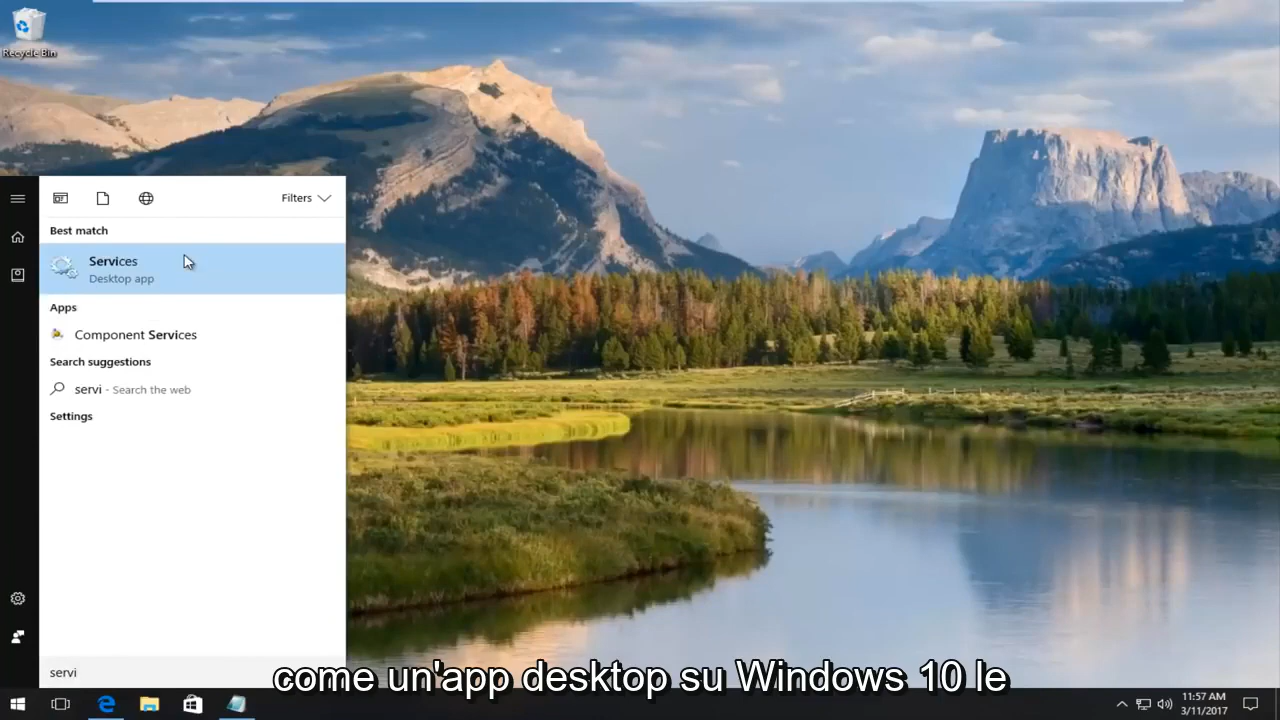 Recycle Bin
Filters
Best match
Services
Desktop app
Apps
Component Services
Search suggestions
servi - Search the web
Settings
servi
come un'app desktop su Windows 10 le
11:57 AM
3/11/2017